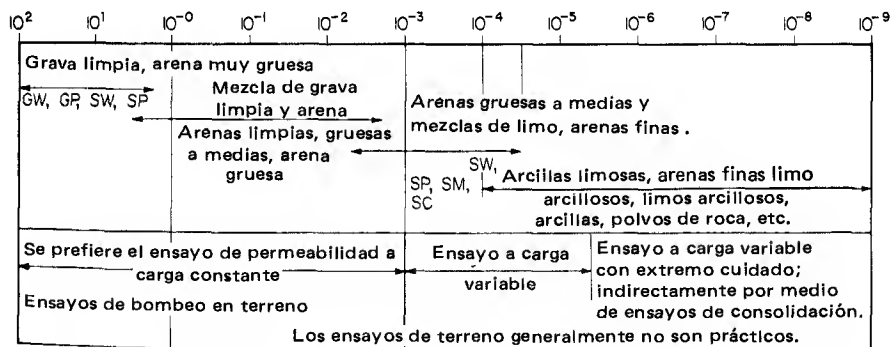 10² 10¹ 10⁻⁰ 10⁻¹ 10⁻² 10⁻³ 10⁻⁴ 10⁻⁵ 10⁻⁶ 10⁻⁷ 10⁻⁸ 10⁻⁹
Grava limpia, arena muy gruesa
GW, GP, SW, SP
Mezcla de grava
limpia y arena
Arenas limpias, gruesas
a medias, arena
gruesa
Arenas gruesas a medias y
mezclas de limo, arenas finas .
SW,
SP, SM,
SC
Arcillas limosas, arenas finas limo
arcillosos, limos arcillosos,
arcillas, polvos de roca, etc.
Se prefiere el ensayo de permeabilidad a
carga constante
Ensayo a carga
variable
Ensayo a carga variable
con extremo cuidado;
indirectamente por medio
de ensayos de consolidación.
Ensayos de bombeo en terreno
Los ensayos de terreno generalmente no son prácticos.